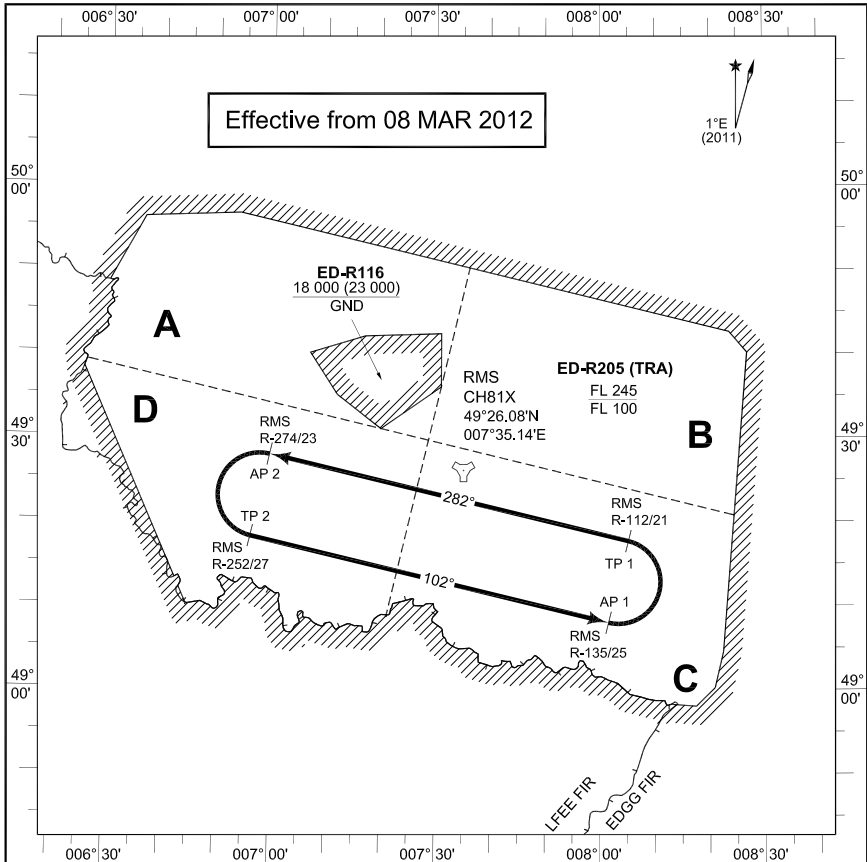 006°30' 007°00' 007°30' 008°00' 008°30'
Effective from 08 MAR 2012
1°E
(2011)
50°
00'
50°
00'
ED-R116
18 000 (23 000)
GND
A
RMS
CH81X
49°26.08'N
007°35.14'E
ED-R205 (TRA)
FL 245
FL 100
D
B
49°
30'
49°
30'
RMS
R-274/23
AP 2
282°
RMS
R-112/21
TP 1
TP 2
RMS
R-252/27
102°
AP 1
RMS
R-135/25
C
49°
00'
49°
00'
LFEE FIR
EDGG FIR
006°30' 007°00' 007°30' 008°00' 008°30'